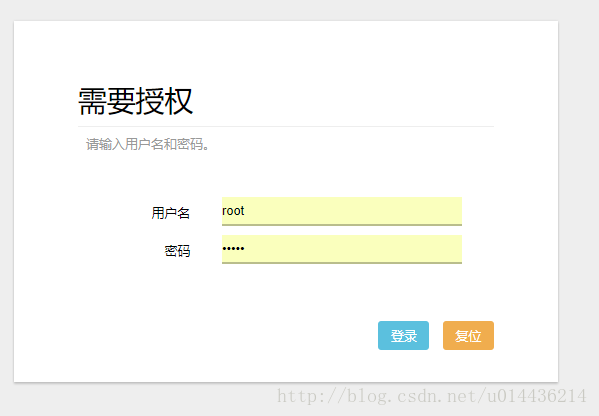 需要授权
请输入用户名和密码。
用户名 root
密码 •••••
登录 复位
http://blog.csdn.net/u014436214